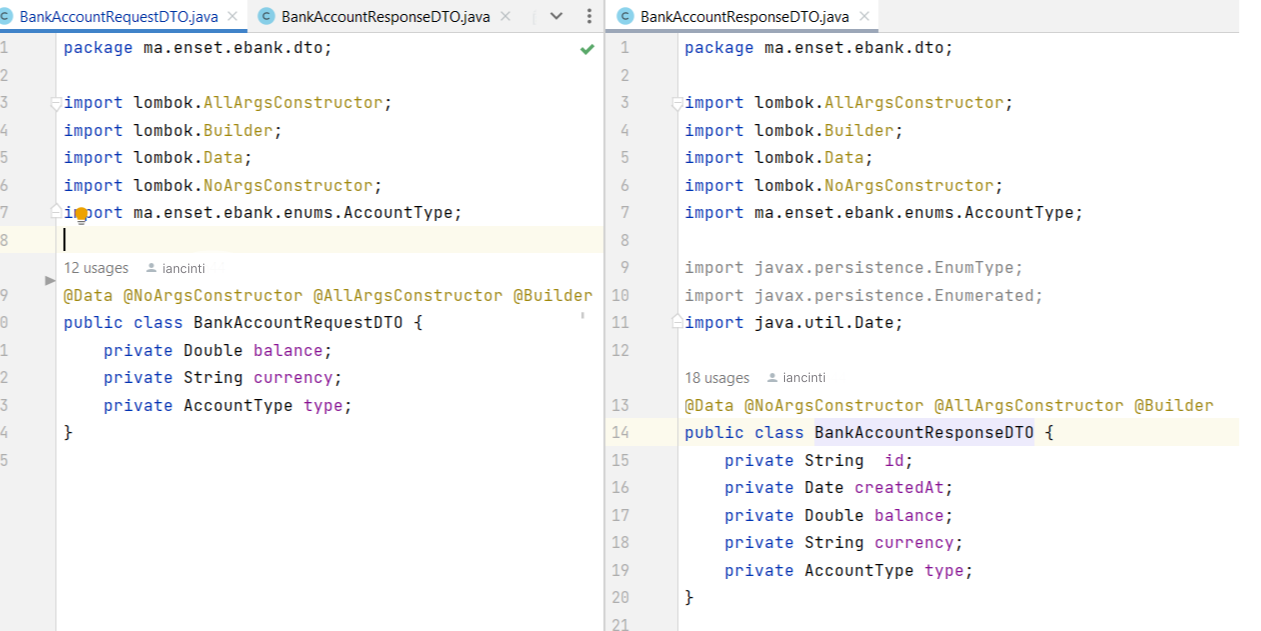 BankAccountRequestDTO.java
BankAccountResponseDTO.java
1 package ma.enset.ebank.dto;
2
3 import lombok.AllArgsConstructor;
4 import lombok.Builder;
5 import lombok.Data;
6 import lombok.NoArgsConstructor;
7 import ma.enset.ebank.enums.AccountType;
8
12 usages iancinti
9 @Data @NoArgsConstructor @AllArgsConstructor @Builder
0 public class BankAccountRequestDTO {
1 private Double balance;
2 private String currency;
3 private AccountType type;
4 }
5
BankAccountResponseDTO.java
1 package ma.enset.ebank.dto;
2
3 import lombok.AllArgsConstructor;
4 import lombok.Builder;
5 import lombok.Data;
6 import lombok.NoArgsConstructor;
7 import ma.enset.ebank.enums.AccountType;
8
9 import javax.persistence.EnumType;
10 import javax.persistence.Enumerated;
11 import java.util.Date;
12
18 usages iancinti
13 @Data @NoArgsConstructor @AllArgsConstructor @Builder
14 public class BankAccountResponseDTO {
15 private String id;
16 private Date createdAt;
17 private Double balance;
18 private String currency;
19 private AccountType type;
20 }
21